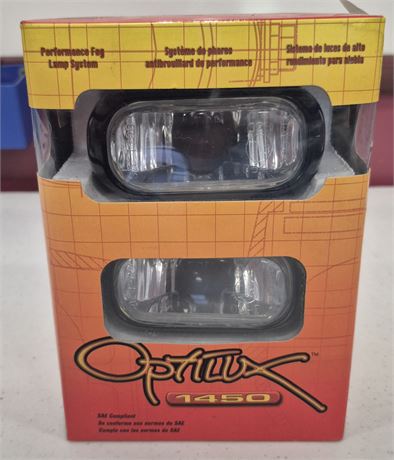 Performance Fog
Lamp System
Système de phares
antibrouillard de performance
Sistema de luces de alto
rendimiento para niebla
OPTILUX™
1450
SAE Compliant
Se conforme aux normes de SAE
Cumple con las normas de SAE